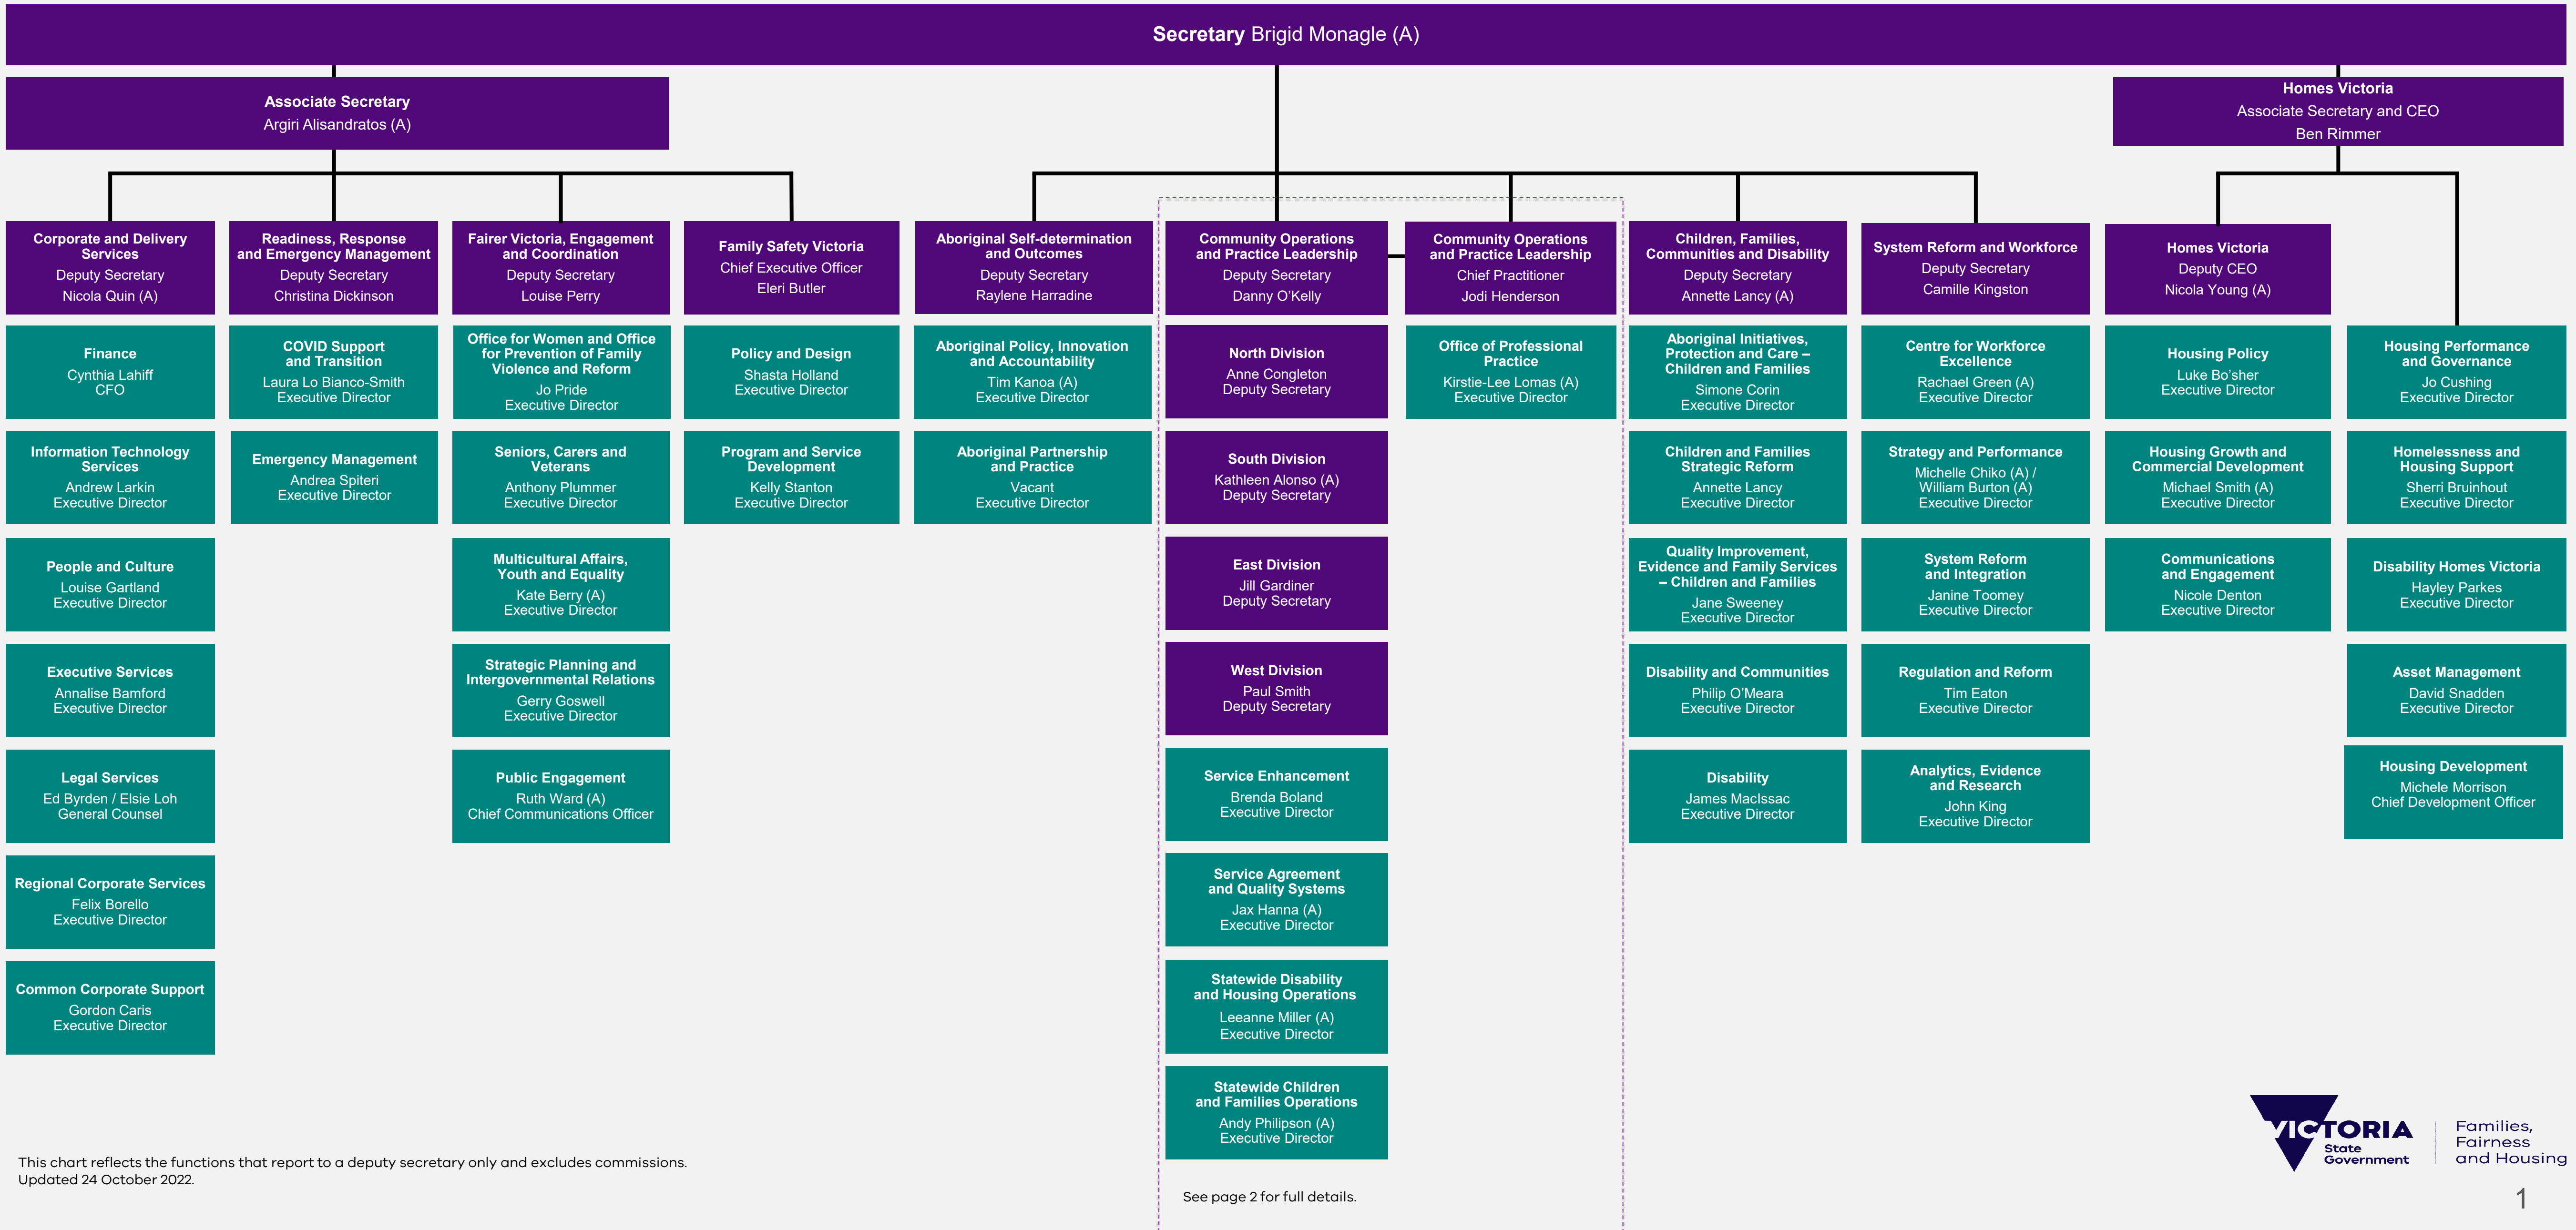 Secretary Brigid Monagle (A)
Associate Secretary
Argiri Alisandratos (A)
Homes Victoria
Associate Secretary and CEO
Ben Rimmer
Corporate and Delivery
Services
Deputy Secretary
Nicola Quin (A)
Finance
Cynthia Lahiff
CFO
Information Technology
Services
Andrew Larkin
Executive Director
People and Culture
Louise Gartland
Executive Director
Executive Services
Annalise Bamford
Executive Director
Legal Services
Ed Byrden / Elsie Loh
General Counsel
Regional Corporate Services
Felix Borello
Executive Director
Common Corporate Support
Gordon Caris
Executive Director
Readiness, Response
and Emergency Management
Deputy Secretary
Christina Dickinson
COVID Support
and Transition
Laura Lo Bianco-Smith
Executive Director
Emergency Management
Andrea Spiteri
Executive Director
Fairer Victoria, Engagement
and Coordination
Deputy Secretary
Louise Perry
Office for Women and Office
for Prevention of Family
Violence and Reform
Jo Pride
Executive Director
Seniors, Carers and
Veterans
Anthony Plummer
Executive Director
Multicultural Affairs,
Youth and Equality
Kate Berry (A)
Executive Director
Strategic Planning and
Intergovernmental Relations
Gerry Goswell
Executive Director
Public Engagement
Ruth Ward (A)
Chief Communications Officer
Family Safety Victoria
Chief Executive Officer
Eleri Butler
Policy and Design
Shasta Holland
Executive Director
Program and Service
Development
Kelly Stanton
Executive Director
Aboriginal Self-determination
and Outcomes
Deputy Secretary
Raylene Harradine
Aboriginal Policy, Innovation
and Accountability
Tim Kanoa (A)
Executive Director
Aboriginal Partnership
and Practice
Vacant
Executive Director
Community Operations
and Practice Leadership
Deputy Secretary
Danny O’Kelly
North Division
Anne Congleton
Deputy Secretary
South Division
Kathleen Alonso (A)
Deputy Secretary
East Division
Jill Gardiner
Deputy Secretary
West Division
Paul Smith
Deputy Secretary
Service Enhancement
Brenda Boland
Executive Director
Service Agreement
and Quality Systems
Jax Hanna (A)
Executive Director
Statewide Disability
and Housing Operations
Leeanne Miller (A)
Executive Director
Statewide Children
and Families Operations
Andy Philipson (A)
Executive Director
Community Operations
and Practice Leadership
Chief Practitioner
Jodi Henderson
Office of Professional
Practice
Kirstie-Lee Lomas (A)
Executive Director
Children, Families,
Communities and Disability
Deputy Secretary
Annette Lancy (A)
Aboriginal Initiatives,
Protection and Care –
Children and Families
Simone Corin
Executive Director
Children and Families
Strategic Reform
Annette Lancy
Executive Director
Quality Improvement,
Evidence and Family Services
– Children and Families
Jane Sweeney
Executive Director
Disability and Communities
Philip O’Meara
Executive Director
Disability
James MacIssac
Executive Director
System Reform and Workforce
Deputy Secretary
Camille Kingston
Centre for Workforce
Excellence
Rachael Green (A)
Executive Director
Strategy and Performance
Michelle Chiko (A) /
William Burton (A)
Executive Director
System Reform
and Integration
Janine Toomey
Executive Director
Regulation and Reform
Tim Eaton
Executive Director
Analytics, Evidence
and Research
John King
Executive Director
Homes Victoria
Deputy CEO
Nicola Young (A)
Housing Policy
Luke Bo’sher
Executive Director
Housing Growth and
Commercial Development
Michael Smith (A)
Executive Director
Communications
and Engagement
Nicole Denton
Executive Director
Housing Performance
and Governance
Jo Cushing
Executive Director
Homelessness and
Housing Support
Sherri Bruinhout
Executive Director
Disability Homes Victoria
Hayley Parkes
Executive Director
Asset Management
David Snadden
Executive Director
Housing Development
Michele Morrison
Chief Development Officer
This chart reflects the functions that report to a deputy secretary only and excludes commissions.
Updated 24 October 2022.
See page 2 for full details.
VICTORIA
State
Government
Families,
Fairness
and Housing
1